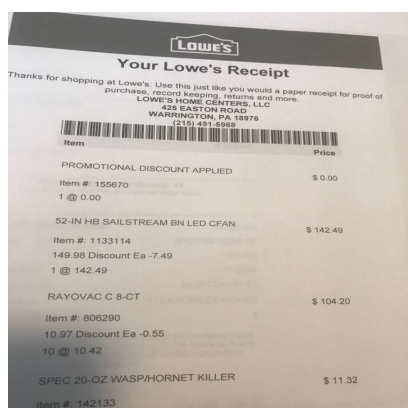 LOWE'S
Your Lowe's Receipt
Thanks for shopping at Lowe's. Use this just like you would a paper receipt for proof of
purchase, record keeping, returns and more.
LOWE'S HOME CENTERS, LLC
425 EASTON ROAD
WARRINGTON, PA 18976
(215) 491-5968
Item Price
PROMOTIONAL DISCOUNT APPLIED $ 0.00
Item #: 155670
1 @ 0.00
52-IN HB SAILSTREAM BN LED CFAN $ 142.49
Item #: 1133114
149.98 Discount Ea -7.49
1 @ 142.49
RAYOVAC C 8-CT $ 104.20
Item #: 806290
10.97 Discount Ea -0.55
10 @ 10.42
SPEC 20-OZ WASP/HORNET KILLER $ 11.32
Item #: 142133